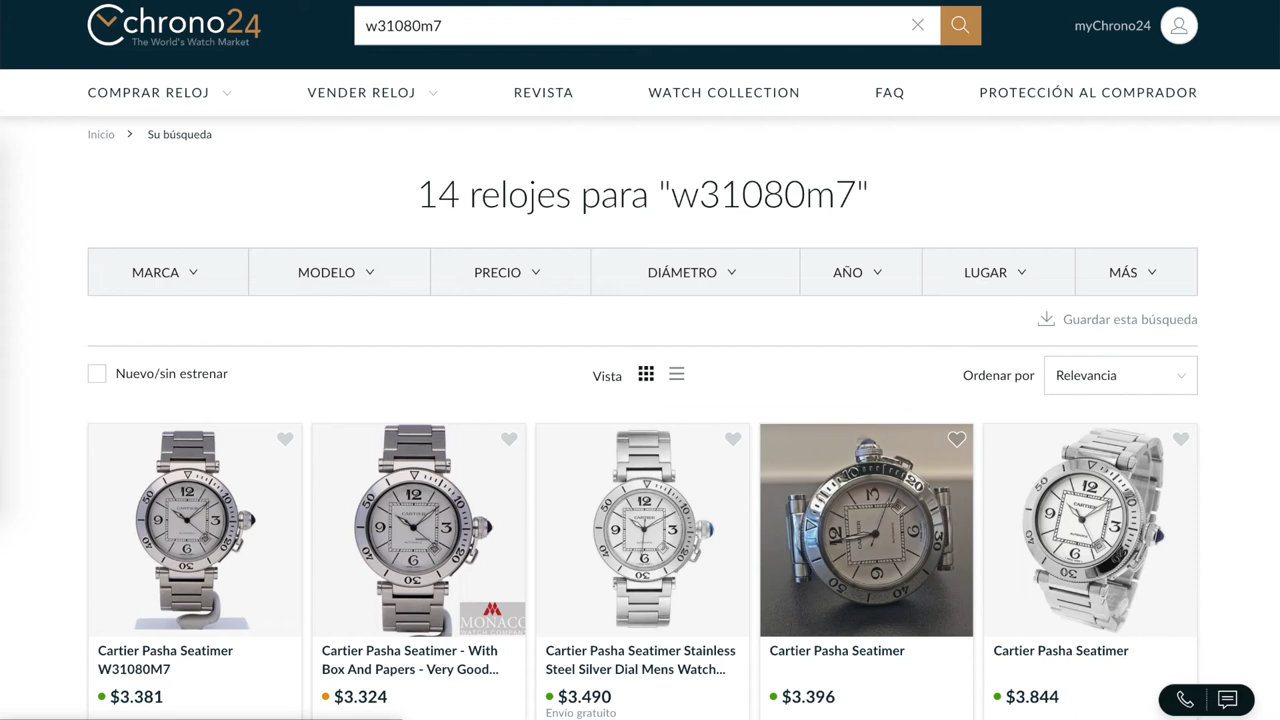 chrono24
The World's Watch Market
w31080m7
myChrono24
COMPRAR RELOJ
VENDER RELOJ
REVISTA
WATCH COLLECTION
FAQ
PROTECCIÓN AL COMPRADOR
Inicio
Su búsqueda
14 relojes para "w31080m7"
MARCA
MODELO
PRECIO
DIÁMETRO
AÑO
LUGAR
MÁS
Guardar esta búsqueda
Nuevo/sin estrenar
Vista
Ordenar por
Relevancia
MONACO
WATCH COMPANY
Cartier Pasha Seatimer
W31080M7
$3.381
Cartier Pasha Seatimer - With
Box And Papers - Very Good...
$3.324
Cartier Pasha Seatimer Stainless
Steel Silver Dial Mens Watch...
$3.490
Envío gratuito
Cartier Pasha Seatimer
$3.396
Cartier Pasha Seatimer
$3.844